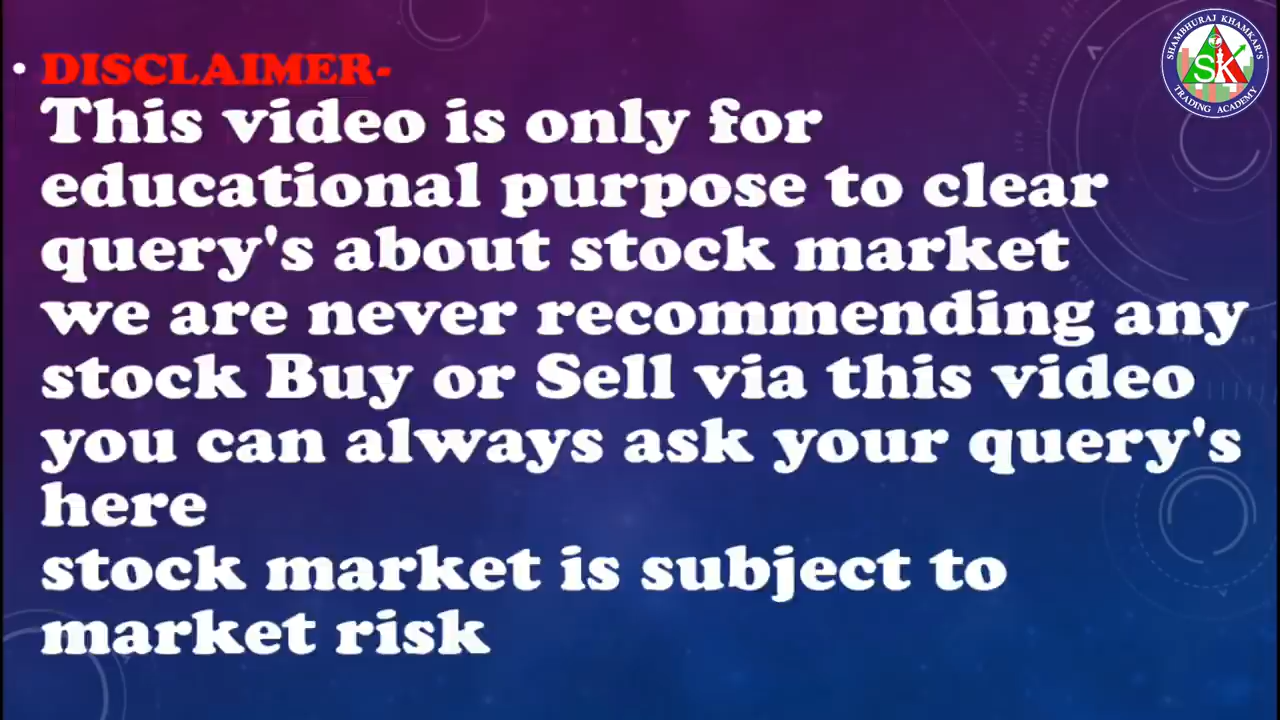 • DISCLAIMER-
This video is only for
educational purpose to clear
query's about stock market
we are never recommending any
stock Buy or Sell via this video
you can always ask your query's
here
stock market is subject to
market risk
SHAMBHURAJ KHAMKAR'S
SK
TRADING ACADEMY